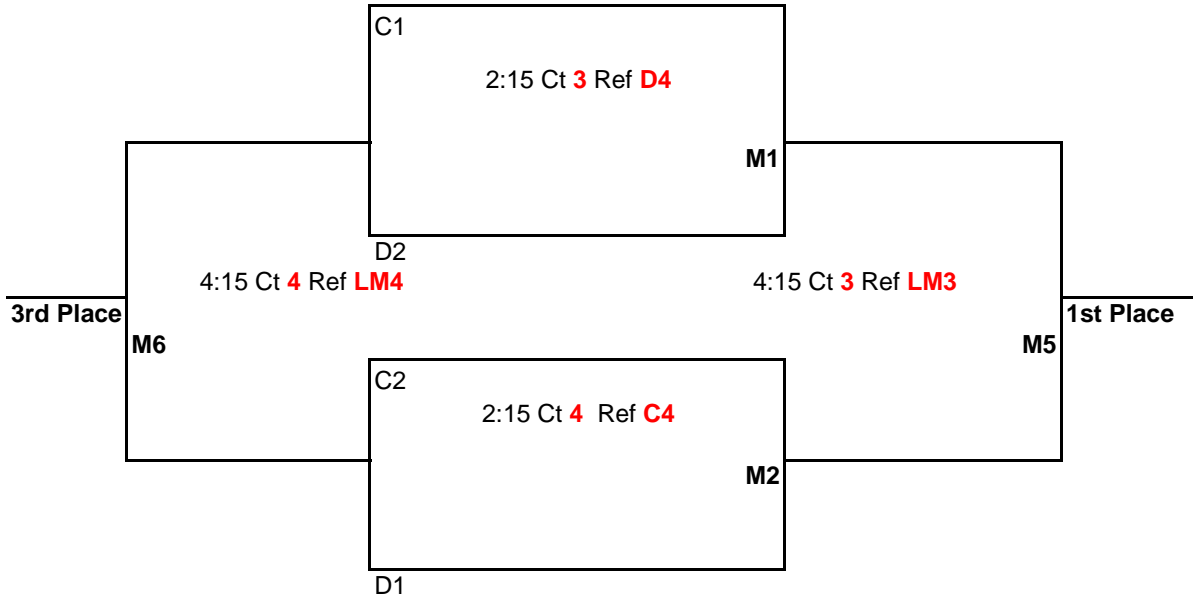 C1
2:15 Ct 3 Ref D4
M1
D2
4:15 Ct 4 Ref LM4
4:15 Ct 3 Ref LM3
3rd Place
1st Place
M6
M5
C2
2:15 Ct 4 Ref C4
M2
D1